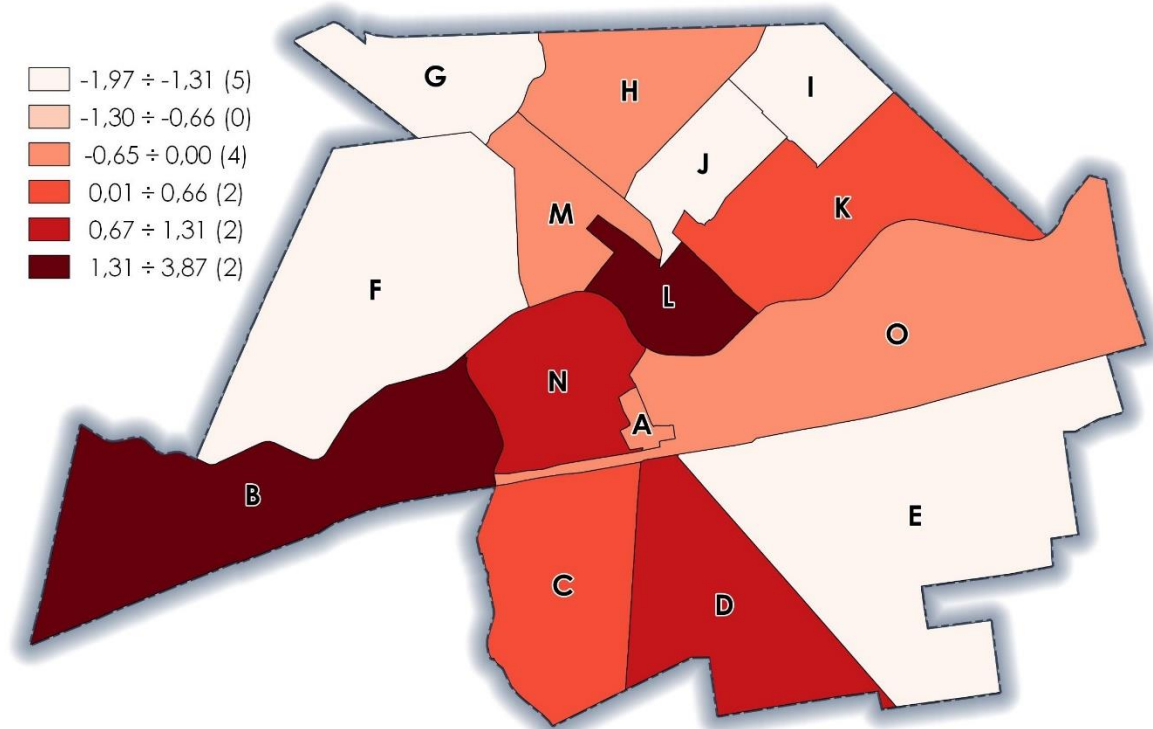 -1,97 ÷ -1,31 (5)
-1,30 ÷ -0,66 (0)
-0,65 ÷ 0,00 (4)
0,01 ÷ 0,66 (2)
0,67 ÷ 1,31 (2)
1,31 ÷ 3,87 (2)
G
H
I
J
K
M
F
L
O
N
A
B
E
C
D